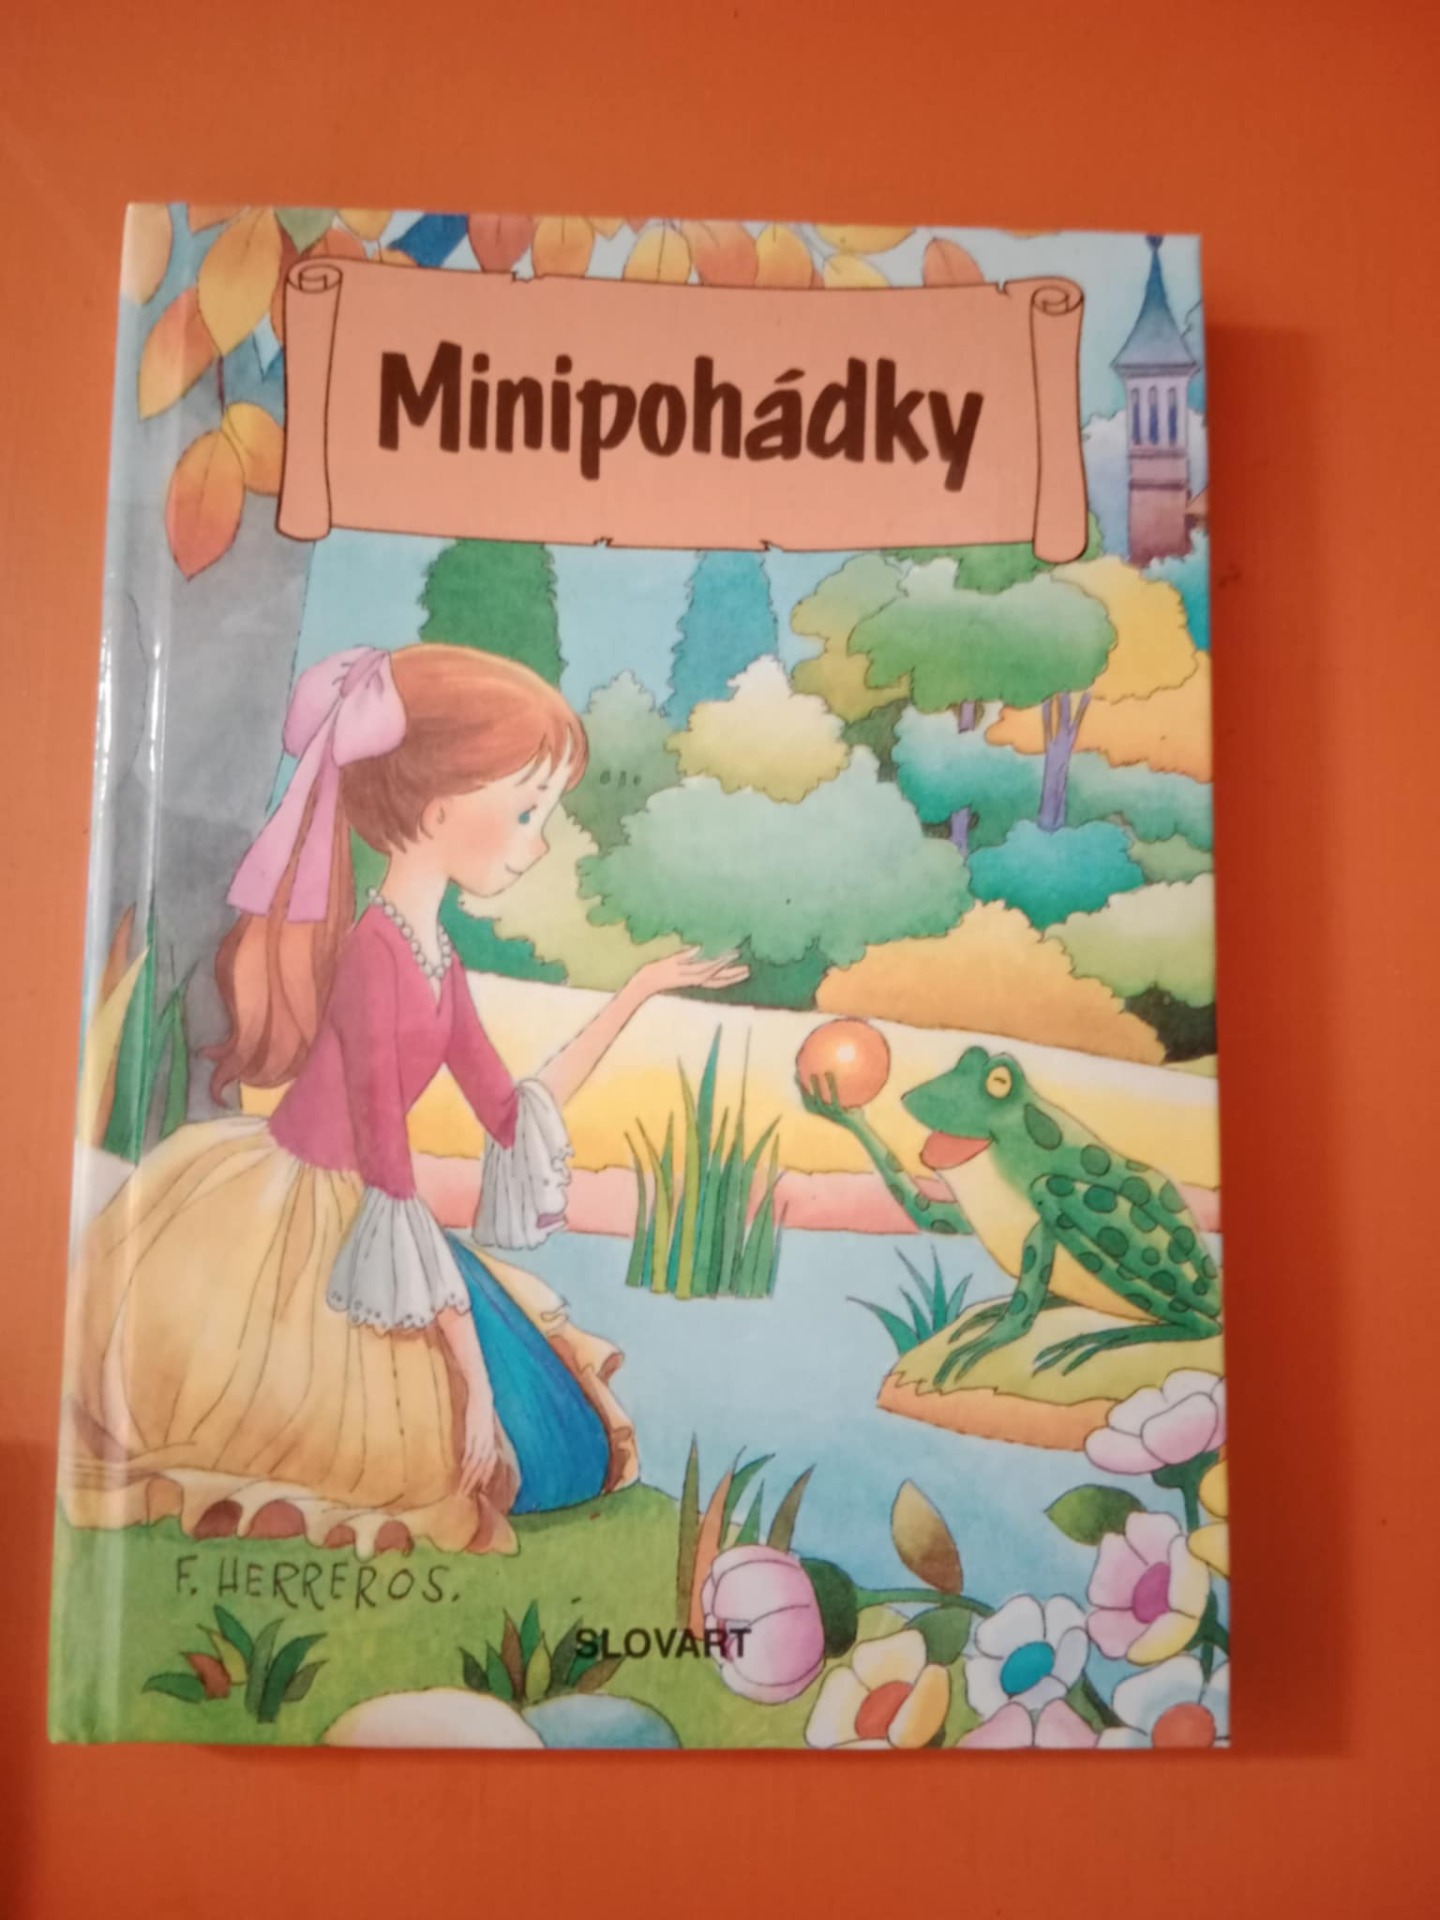 Minipohádky
F. HERREROS.
SLOVART